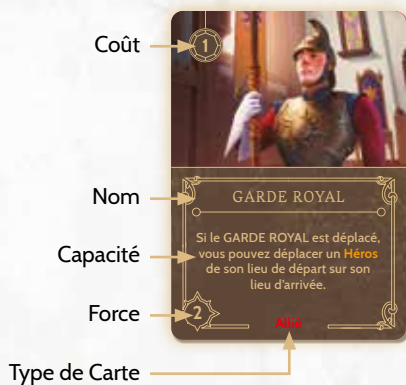 Coût
1
Nom
GARDE ROYAL
Si le GARDE ROYAL est déplacé,
vous pouvez déplacer un Héros
de son lieu de départ sur son
lieu d'arrivée.
Capacité
Force
2
Allié
Type de Carte